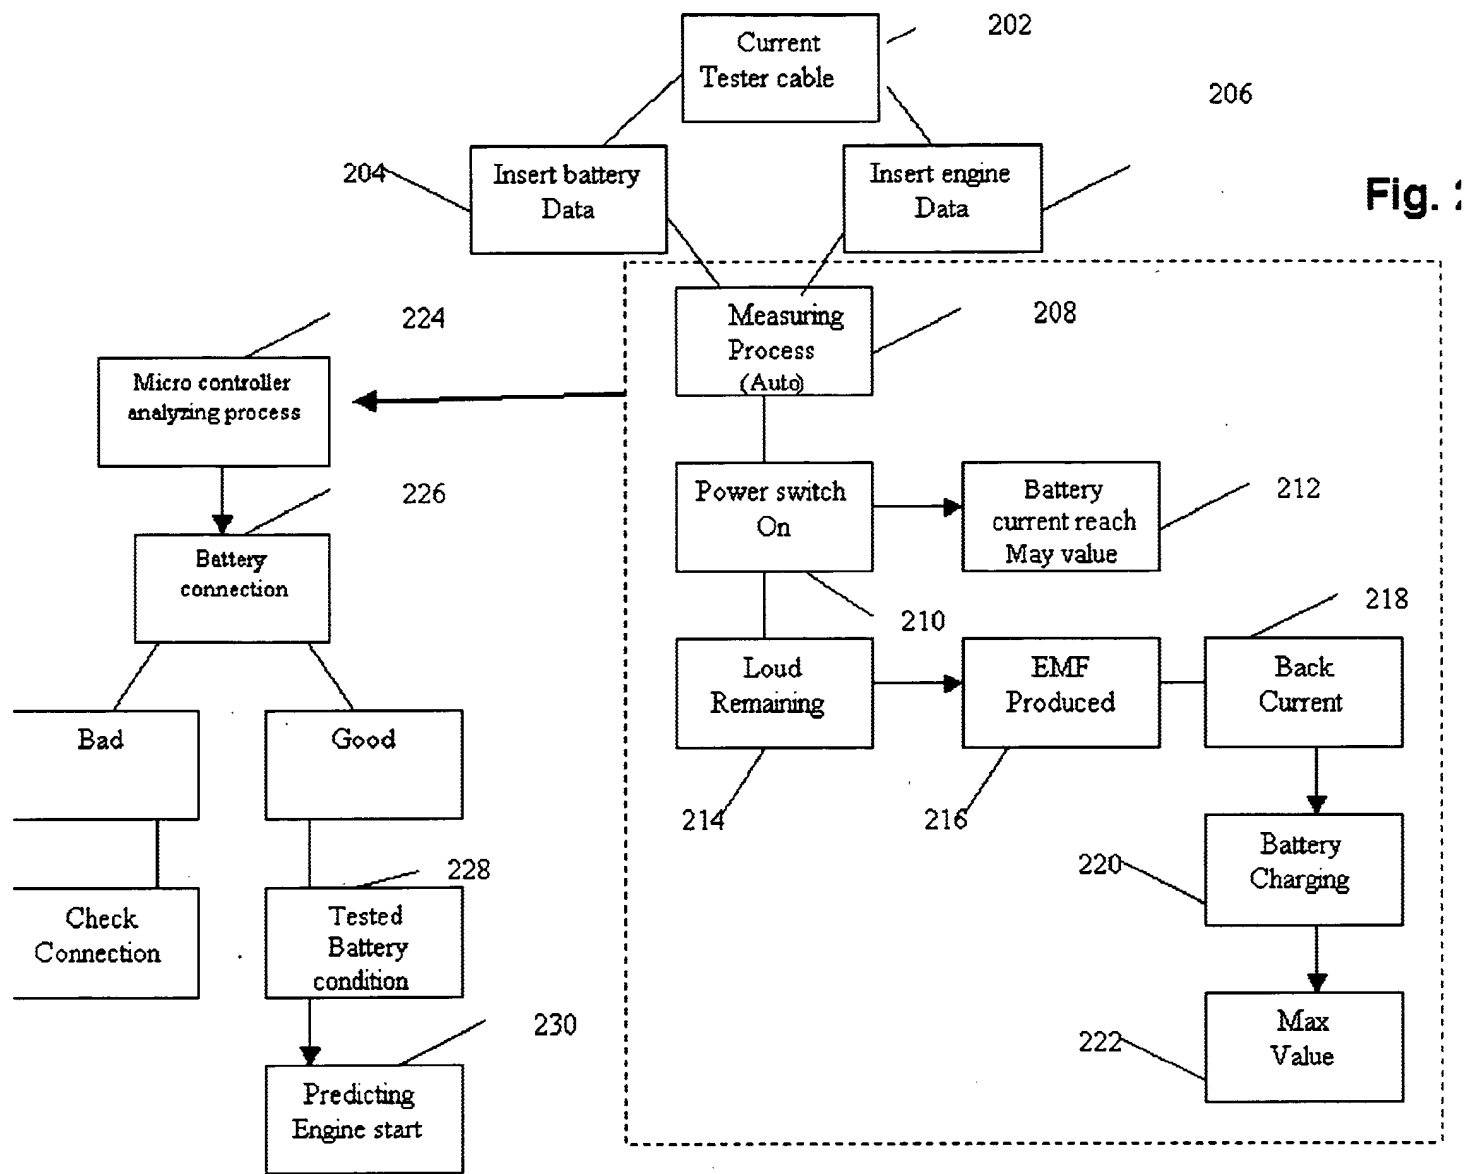 Current
Tester cable
202
206
204
Insert battery
Data
Insert engine
Data
Fig.
Measuring
Process
(Auto)
208
224
Micro controller
analyzing process
226
Power switch
On
Battery
current reach
May value
212
Battery
connection
210
218
Loud
Remaining
EMF
Produced
Back
Current
Bad
Good
214
216
220
Battery
Charging
228
Check
Connection
Tested
Battery
condition
230
222
Max
Value
Predicting
Engine start